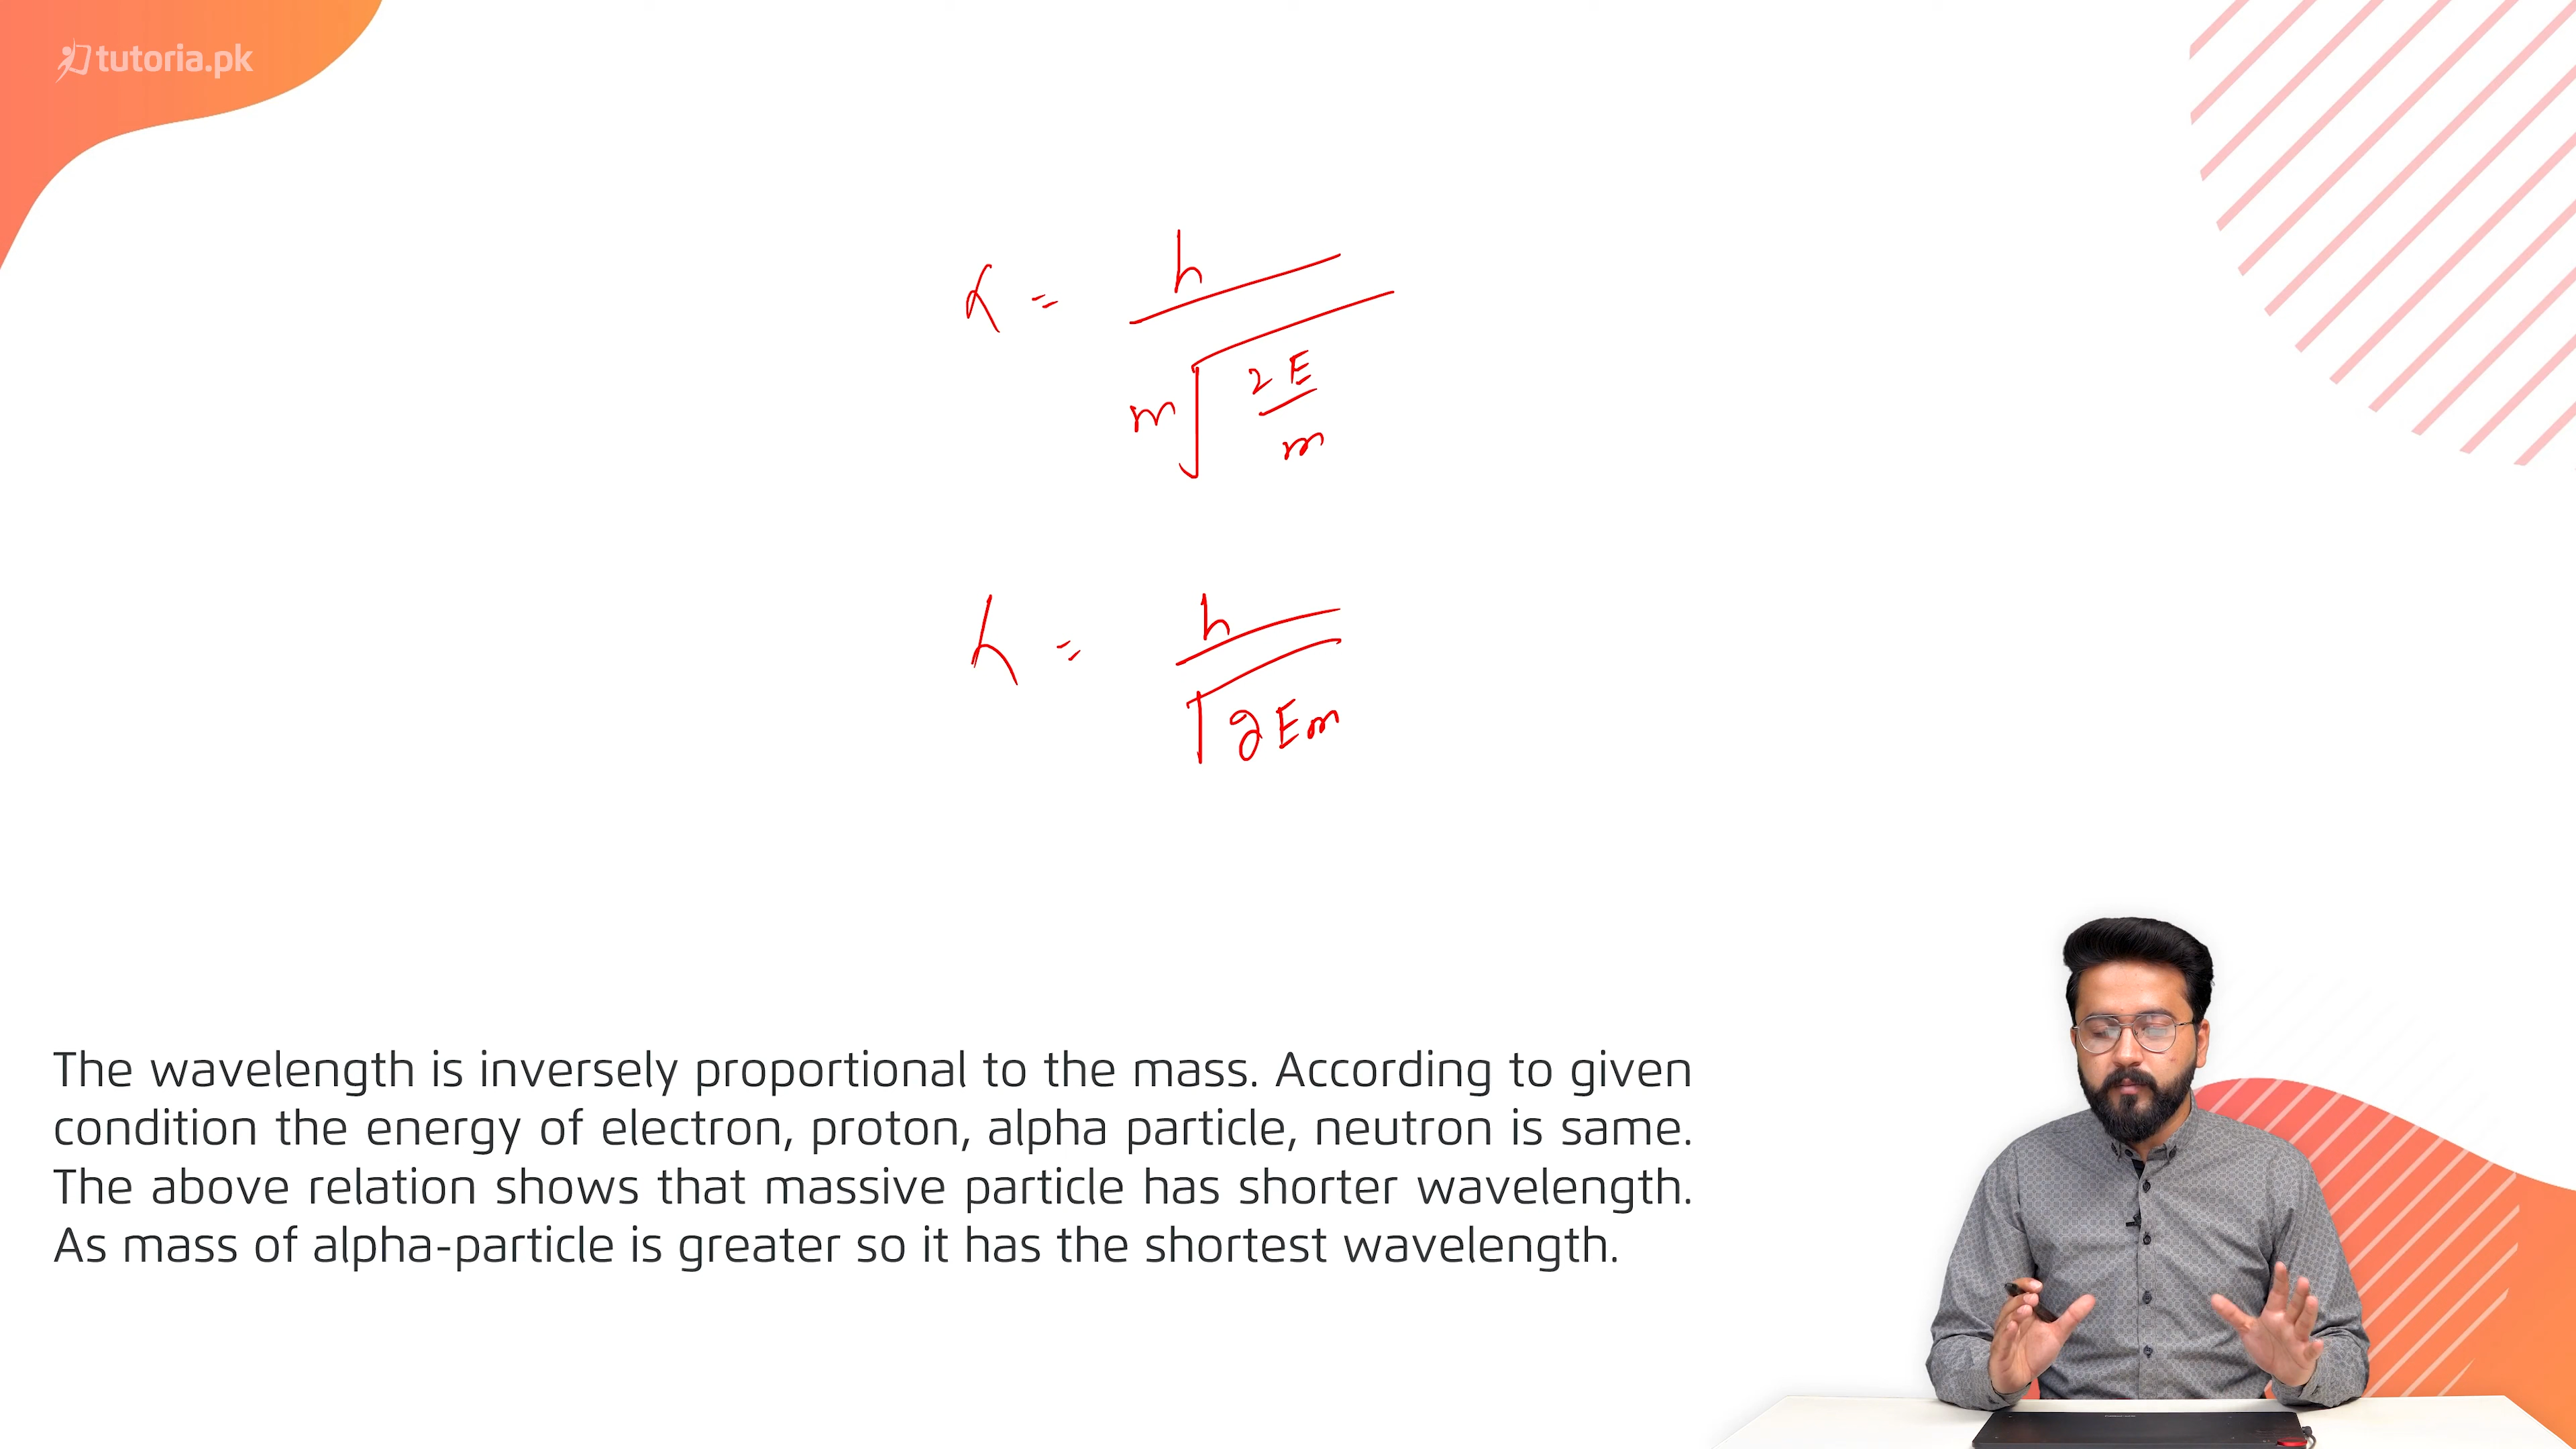 tutoria.pk
λ = h / m√(2E/m)
λ = h / √2Em
The wavelength is inversely proportional to the mass. According to given
condition the energy of electron, proton, alpha particle, neutron is same.
The above relation shows that massive particle has shorter wavelength.
As mass of alpha-particle is greater so it has the shortest wavelength.